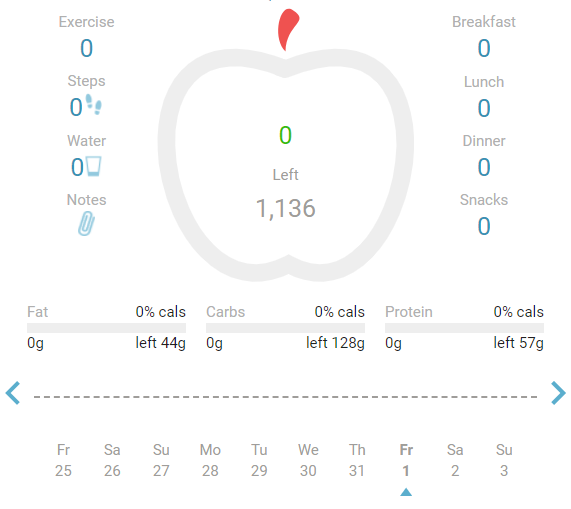 Exercise
0
Steps
0
Water
0
Notes
0
Left
1,136
Breakfast
0
Lunch
0
Dinner
0
Snacks
0
Fat 0% cals
0g left 44g
Carbs 0% cals
0g left 128g
Protein 0% cals
0g left 57g
Fr Sa Su Mo Tu We Th Fr Sa Su
25 26 27 28 29 30 31 1 2 3